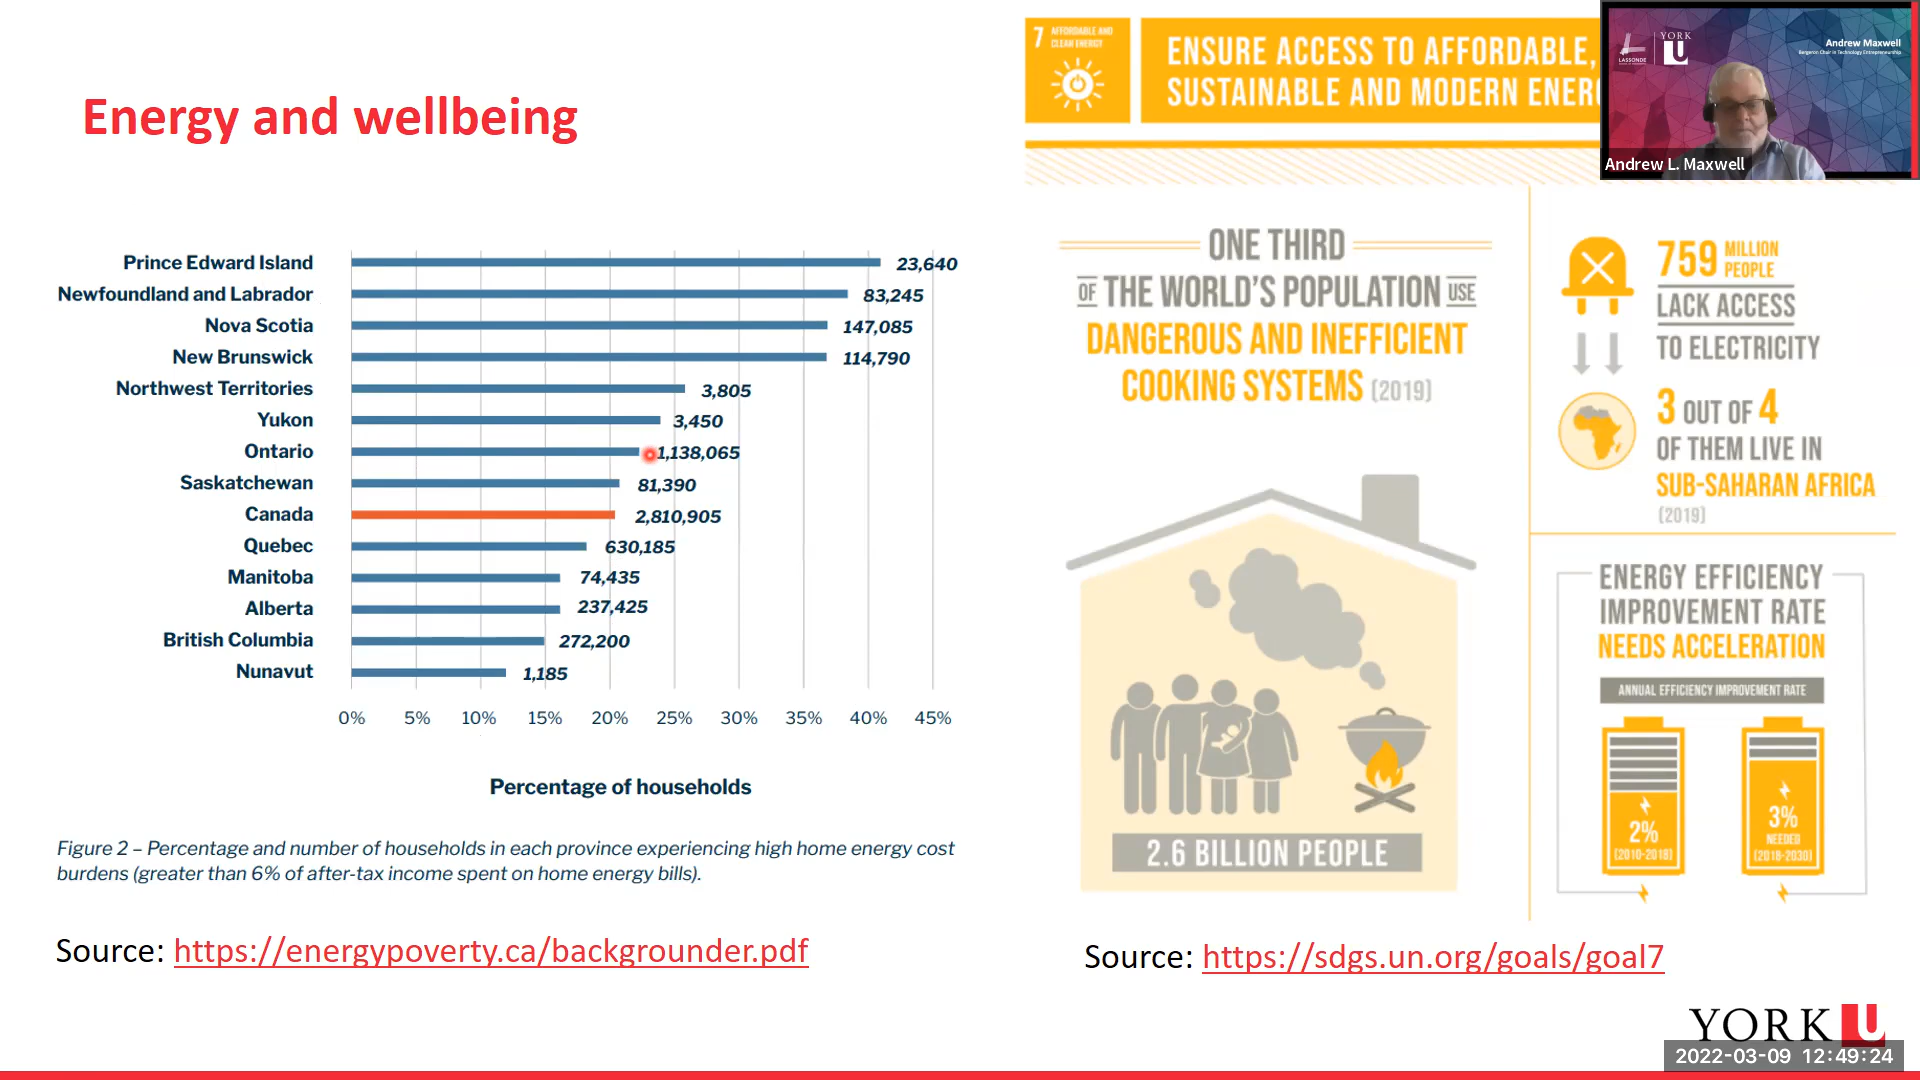 Energy and wellbeing
Prince Edward Island 23,640
Newfoundland and Labrador 83,245
Nova Scotia 147,085
New Brunswick 114,790
Northwest Territories 3,805
Yukon 3,450
Ontario 1,138,065
Saskatchewan 81,390
Canada 2,810,905
Quebec 630,185
Manitoba 74,435
Alberta 237,425
British Columbia 272,200
Nunavut 1,185
0% 5% 10% 15% 20% 25% 30% 35% 40% 45%
Percentage of households
Figure 2 – Percentage and number of households in each province experiencing high home energy cost
burdens (greater than 6% of after-tax income spent on home energy bills).
Source: https://energypoverty.ca/backgrounder.pdf
7 AFFORDABLE AND
CLEAN ENERGY
ENSURE ACCESS TO AFFORDABLE,
SUSTAINABLE AND MODERN ENER
ONE THIRD
OF THE WORLD'S POPULATION USE
DANGEROUS AND INEFFICIENT
COOKING SYSTEMS (2019)
2.6 BILLION PEOPLE
759 MILLION
PEOPLE
LACK ACCESS
TO ELECTRICITY
3 OUT OF 4
OF THEM LIVE IN
SUB-SAHARAN AFRICA
(2019)
ENERGY EFFICIENCY
IMPROVEMENT RATE
NEEDS ACCELERATION
ANNUAL EFFICIENCY IMPROVEMENT RATE
2%
(2010-2018)
3%
NEEDED
(2018-2030)
Source: https://sdgs.un.org/goals/goal7
LASSONDE
YORK U
Andrew Maxwell
Bergeron Chair in Technology Entrepreneurship
Andrew L. Maxwell
YORK U
2022-03-09 12:49:24